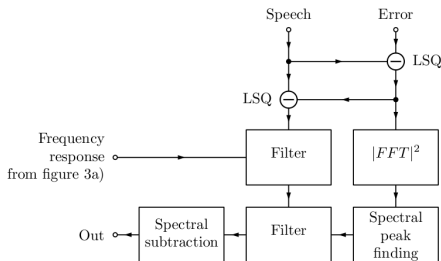 Speech
Error
LSQ
LSQ
Frequency
response
from figure 3a)
Filter
|FFT|²
Out
Spectral
subtraction
Filter
Spectral
peak
finding